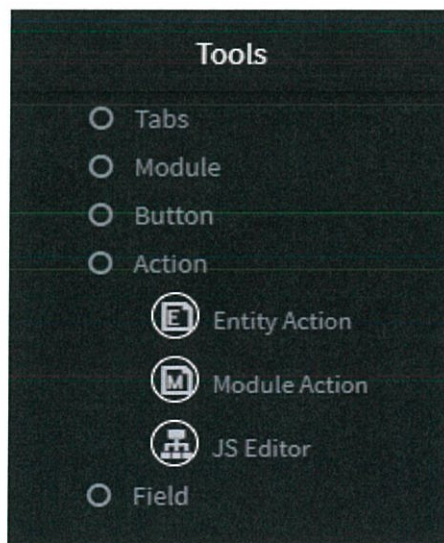 Tools
Tabs
Module
Button
Action
E Entity Action
M Module Action
JS Editor
Field